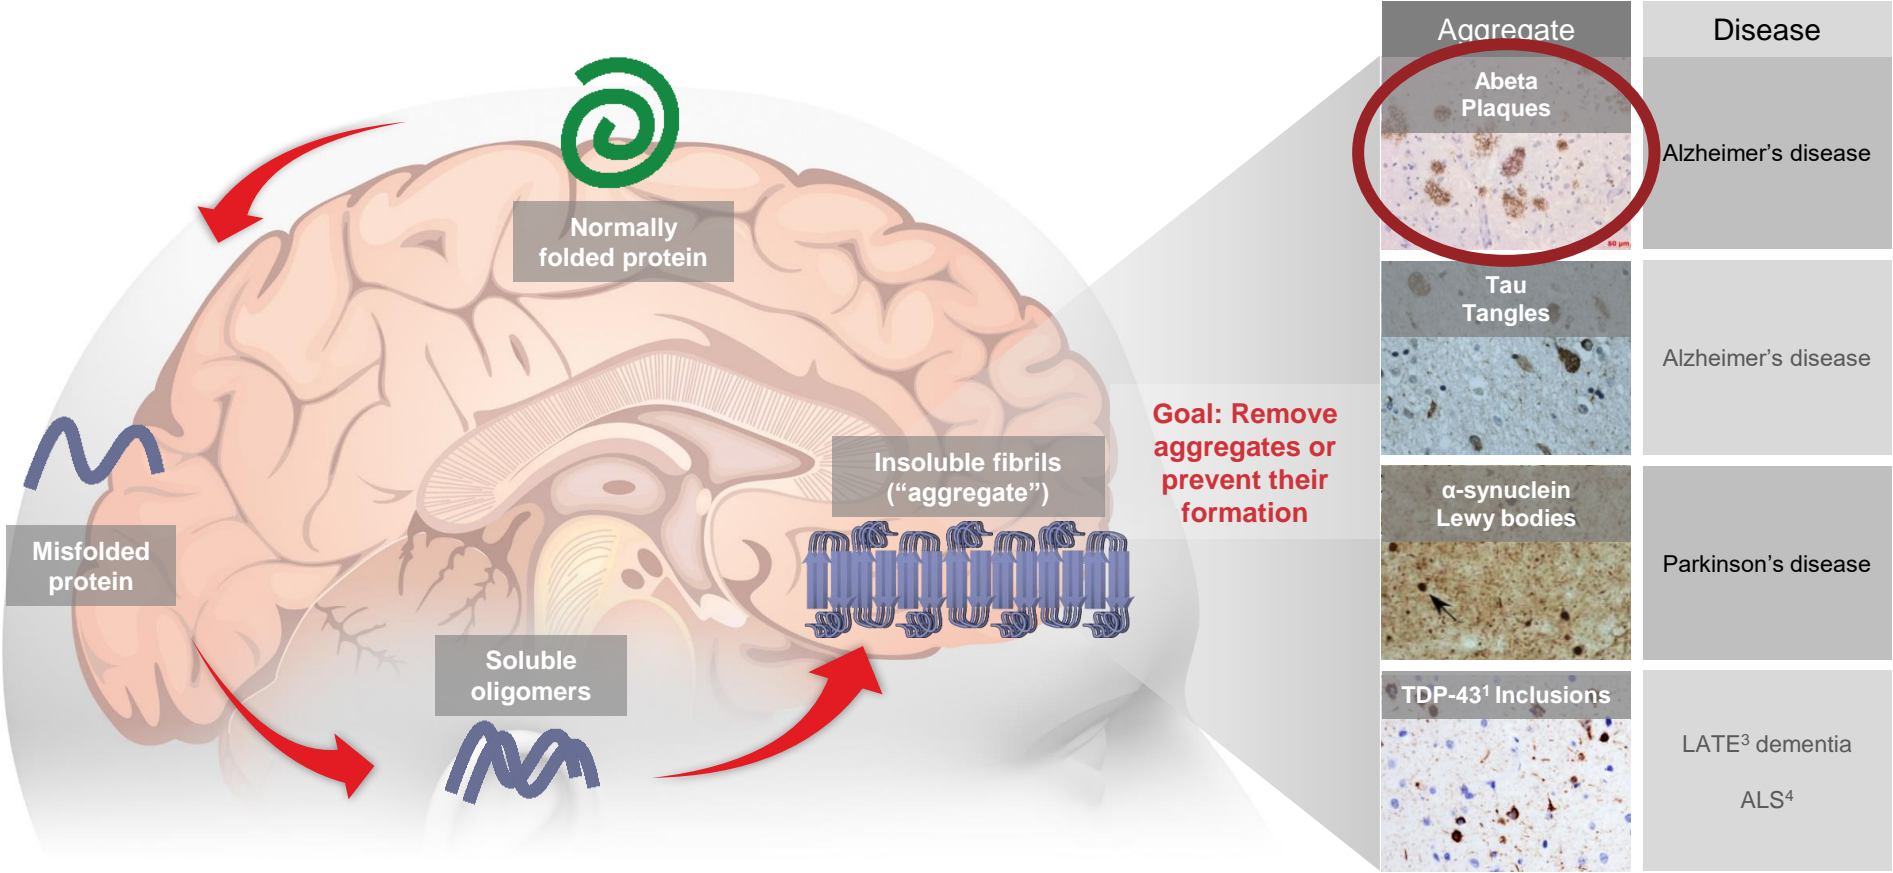 Normally
folded protein
Misfolded
protein
Soluble
oligomers
Insoluble fibrils
(“aggregate”)
Goal: Remove
aggregates or
prevent their
formation
Aggregate
Disease
Abeta
Plaques
50 µm
Alzheimer’s disease
Tau
Tangles
Alzheimer’s disease
α-synuclein
Lewy bodies
Parkinson’s disease
TDP-43¹ Inclusions
LATE³ dementia
ALS⁴